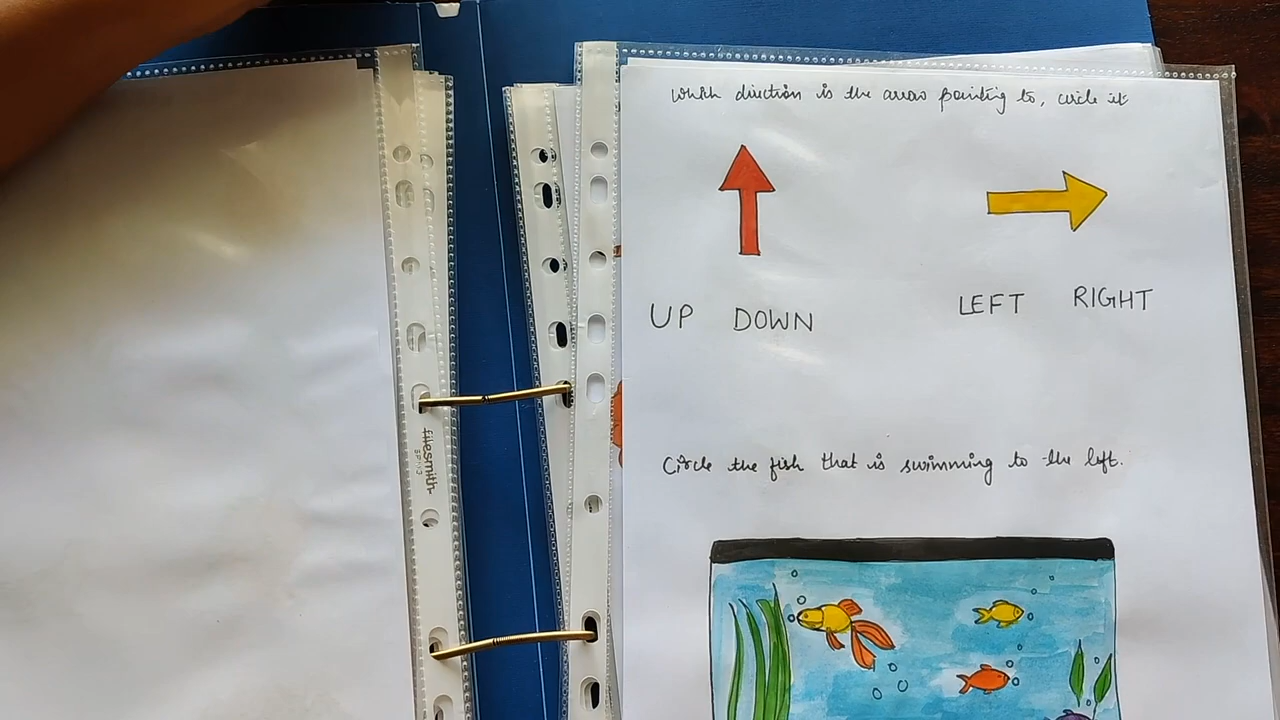 Which direction is the arrow pointing to, circle it
UP DOWN
LEFT RIGHT
Circle the fish that is swimming to the left.
filesmith